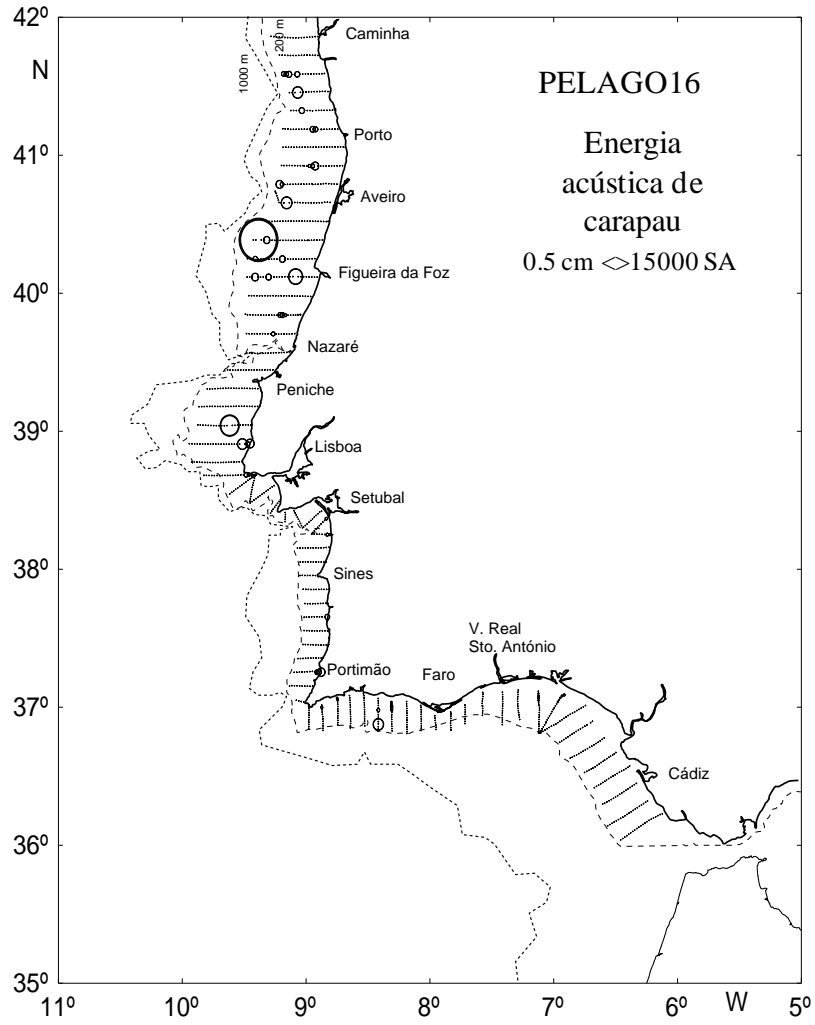 42º
N
41º
40º
39º
38º
37º
36º
35º
11º
10º
9º
8º
7º
6º
W
5º
1000 m
200 m
Caminha
Porto
Aveiro
Figueira da Foz
Nazaré
Peniche
Lisboa
Setubal
Sines
Portimão
Faro
V. Real
Sto. António
Cádiz
PELAGO16
Energia
acústica de
carapau
0.5 cm <>15000 SA